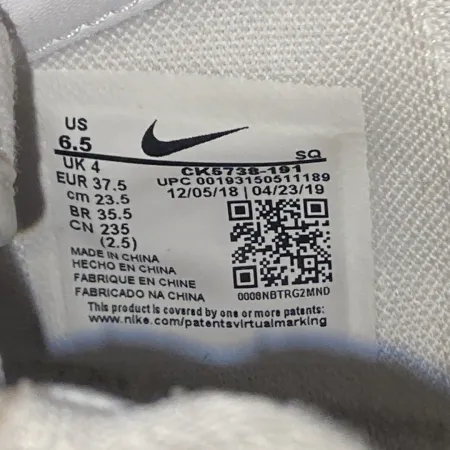 US
6.5
SQ
UK 4
CK5738-191
EUR 37.5
UPC 00193150511189
cm 23.5
12/05/18 | 04/23/19
BR 35.5
CN 235
(2.5)
MADE IN CHINA
HECHO EN CHINA
FABRIQUE EN CHINE
FABRICADO NA CHINA
0008NBTRG2MND
This product is covered by one or more patents:
www.nike.com/patentsvirtualmarking